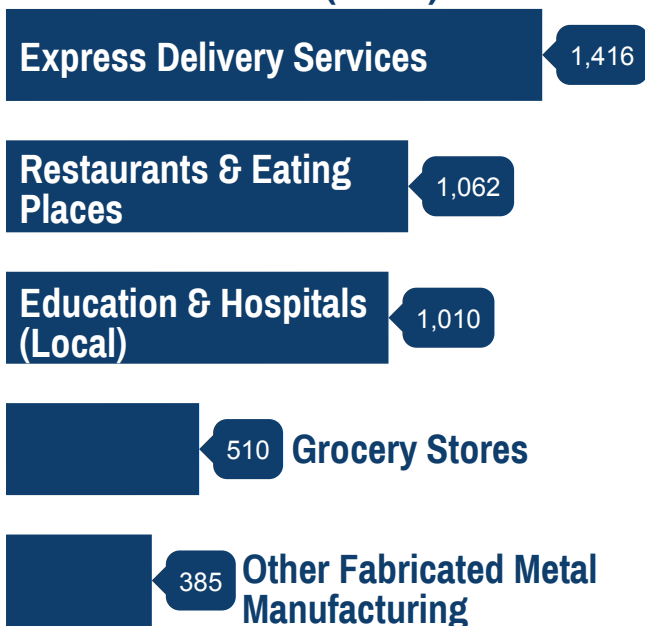 Express Delivery Services
1,416
Restaurants & Eating
Places
1,062
Education & Hospitals
(Local)
1,010
510
Grocery Stores
385
Other Fabricated Metal
Manufacturing